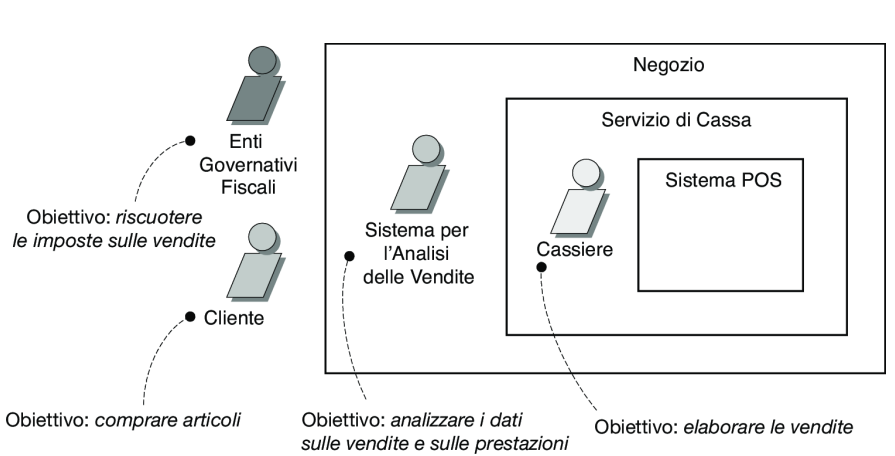 Negozio
Servizio di Cassa
Sistema POS
Enti
Governativi
Fiscali
Obiettivo: riscuotere
le imposte sulle vendite
Cliente
Sistema per
l'Analisi
delle Vendite
Cassiere
Obiettivo: comprare articoli
Obiettivo: analizzare i dati
sulle vendite e sulle prestazioni
Obiettivo: elaborare le vendite